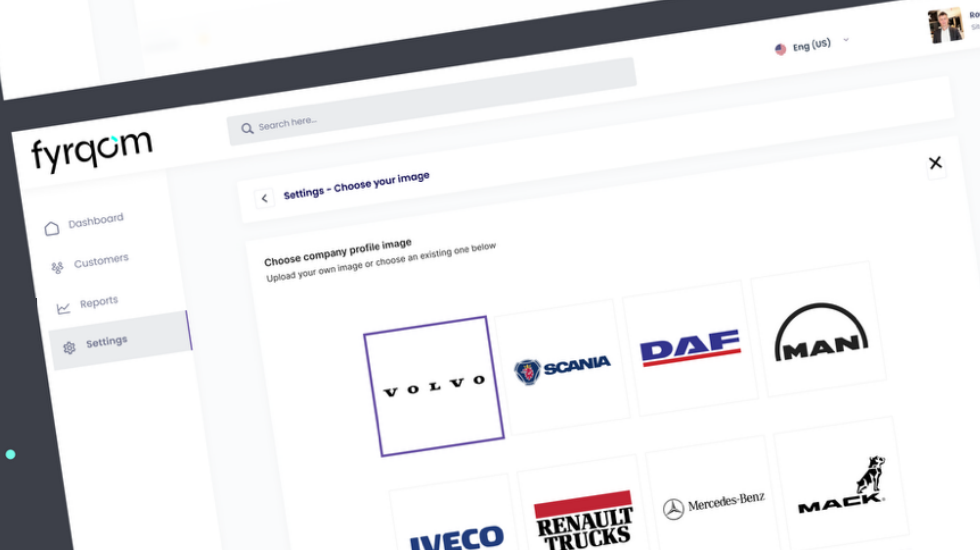 Eng (US)
Ro
fyrqom
Search here...
Settings - Choose your image
Dashboard
Customers
Reports
Settings
Choose company profile image
Upload your own image or choose an existing one below
VOLVO
SCANIA
DAF
MAN
IVECO
RENAULT
TRUCKS
Mercedes-Benz
MACK